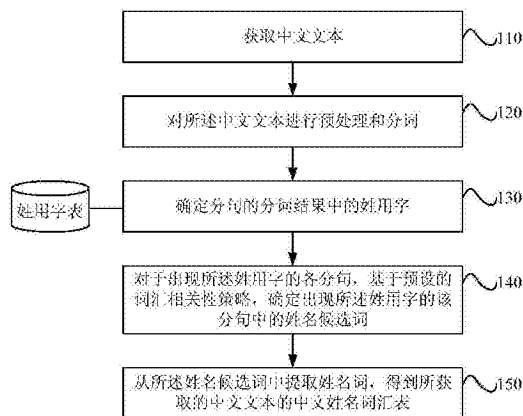 获取中文文本
110
对所述中文文本进行预处理和分词
120
姓用字表
确定分句的分词结果中的姓用字
130
对于出现所述姓用字的各分句，基于预设的
词汇相关性策略，确定出现所述姓用字的该
分句中的姓名候选词
140
从所述姓名候选词中提取姓名词，得到所获
取的中文文本的中文姓名词汇表
150